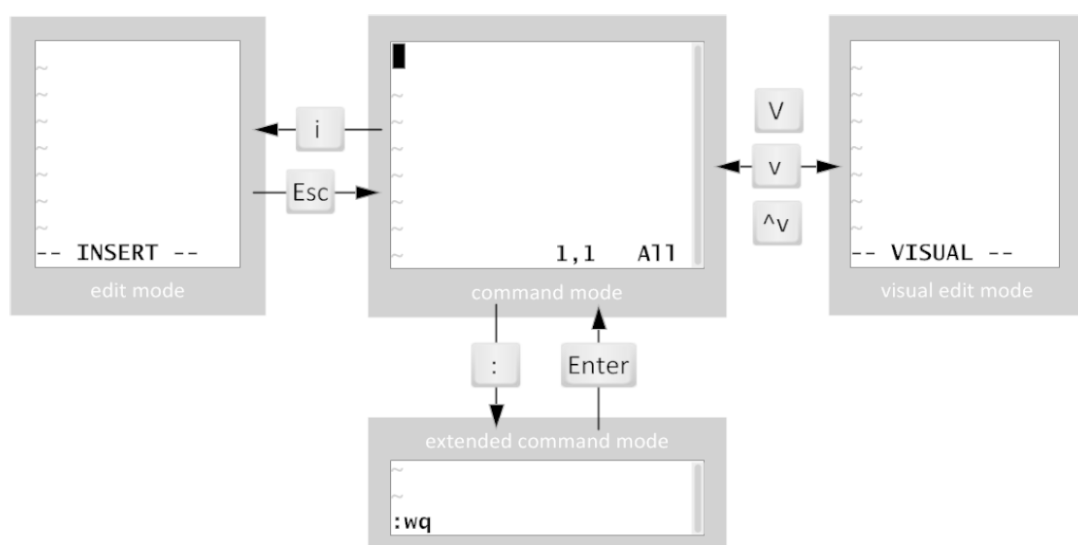 i
Esc
-- INSERT --
edit mode
1,1 All
command mode
V
v
^v
-- VISUAL --
visual edit mode
:
Enter
extended command mode
:wq